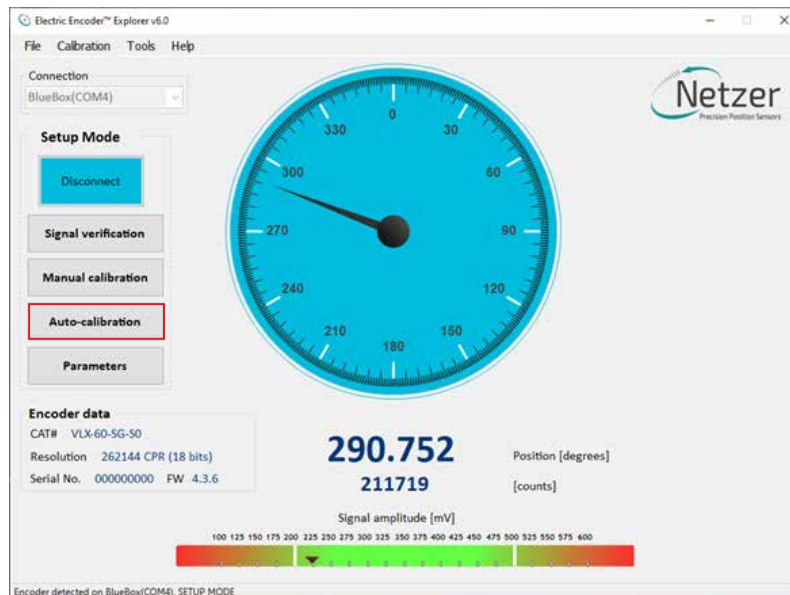 Electric Encoder™ Explorer v6.0
File Calibration Tools Help
Connection
BlueBox(COM4)
Netzer
Precision Position Sensors
Setup Mode
Disconnect
Signal verification
Manual calibration
Auto-calibration
Parameters
0
30
60
90
120
150
180
210
240
270
300
330
Encoder data
CAT# VLX-60-SG-S0
Resolution 262144 CPR (18 bits)
Serial No. 000000000 FW 4.3.6
290.752 Position [degrees]
211719 [counts]
Signal amplitude [mV]
100 125 150 175 200 225 250 275 300 325 350 375 400 425 450 475 500 525 550 575 600
Encoder detected on BlueBox(COM4), SETUP MODE